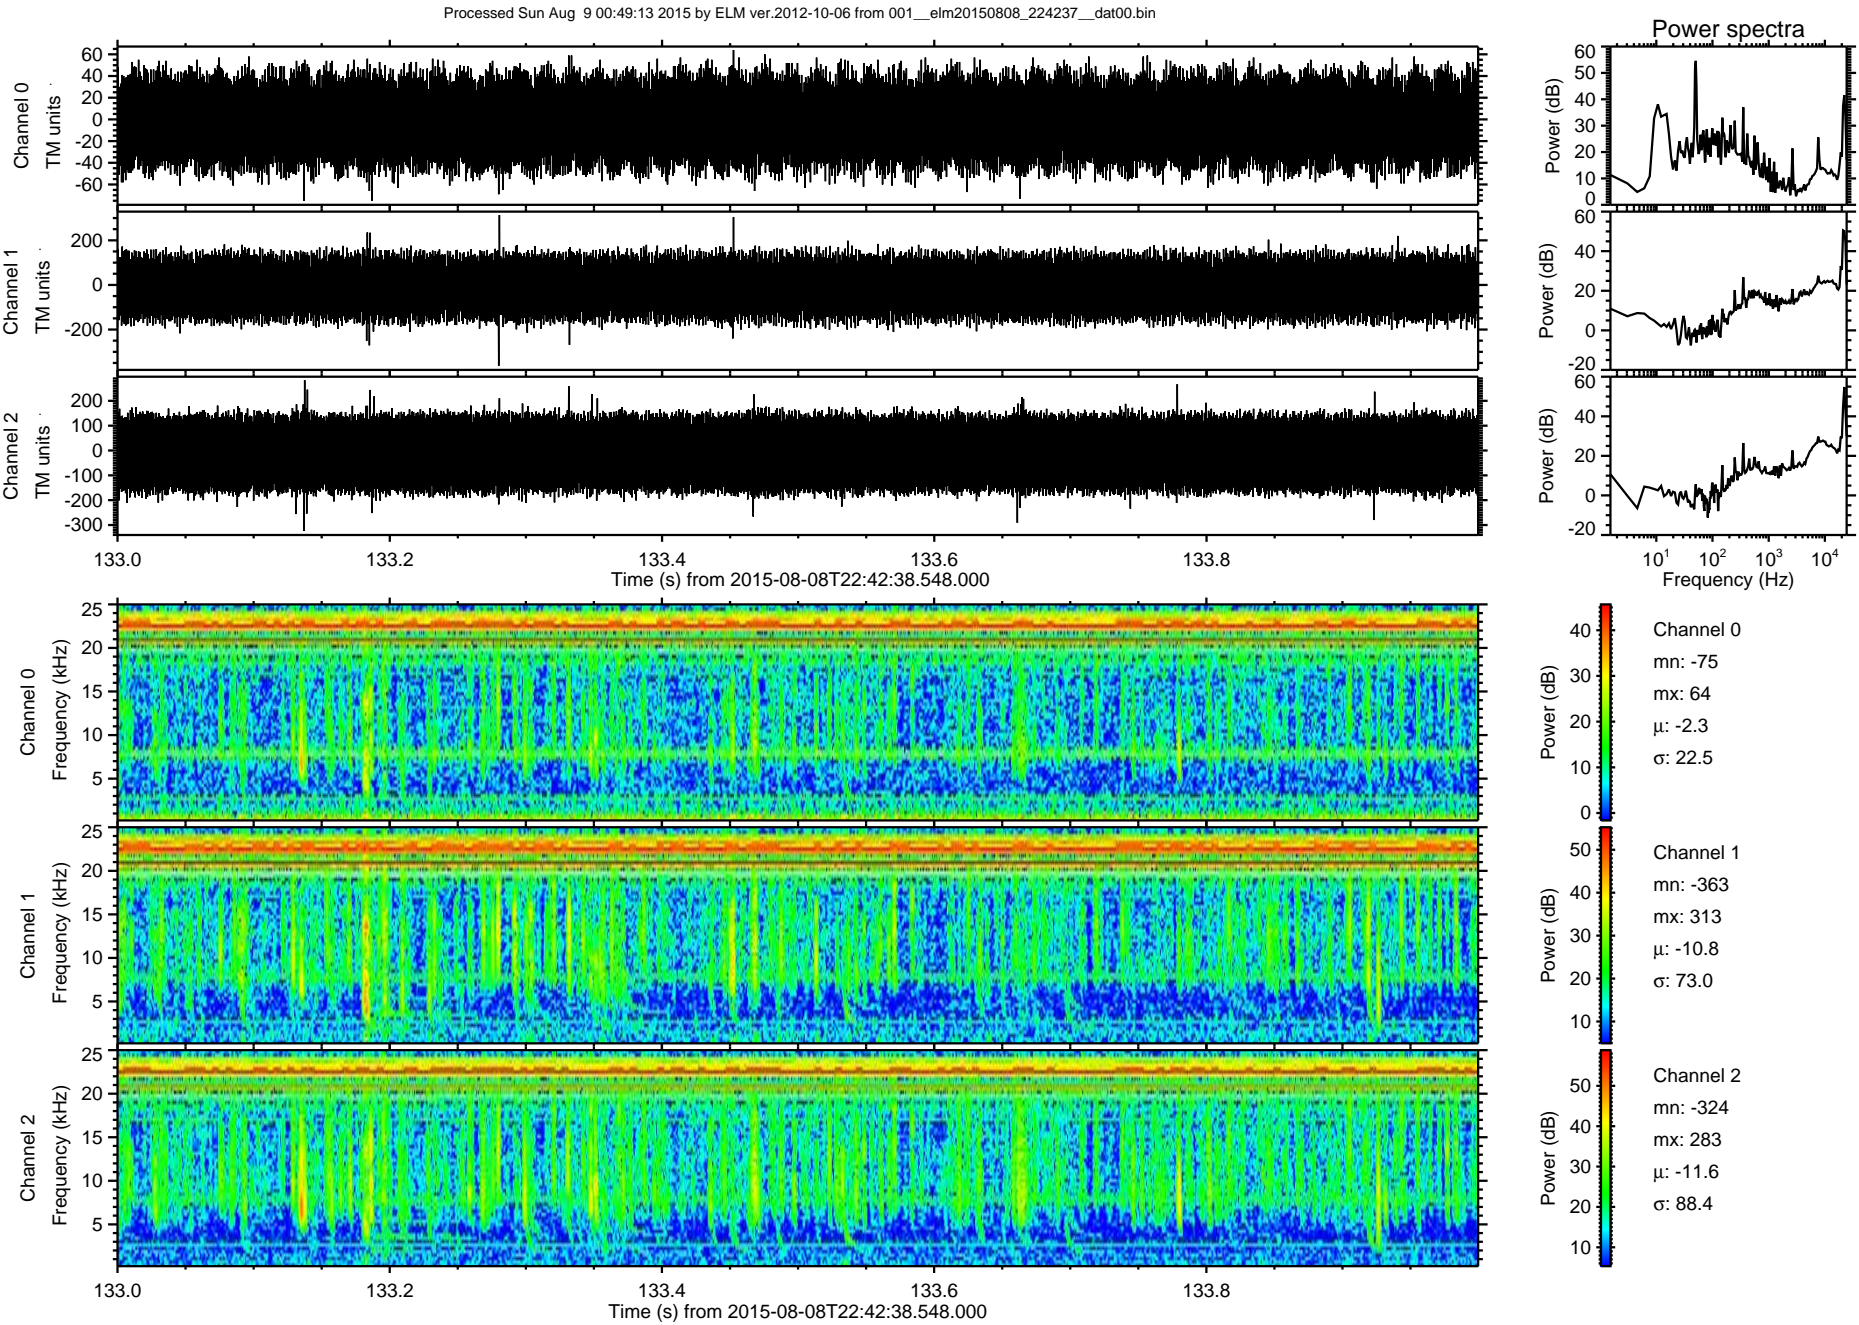 Processed Sun Aug  9 00:49:13 2015 by ELM ver.2012-10-06 from 001__elm20150808_224237__dat00.bin
Power spectra
Channel 0
TM units
60
40
20
0
-20
-40
-60
Power (dB)
60
50
40
30
20
10
0
Channel 1
TM units
200
0
-200
Power (dB)
60
40
20
0
-20
Channel 2
TM units
200
100
0
-100
-200
-300
Power (dB)
60
40
20
0
-20
133.0 133.2 133.4 133.6 133.8
Time (s) from 2015-08-08T22:42:38.548.000
10^1 10^2 10^3 10^4
Frequency (Hz)
Channel 0
Frequency (kHz)
25
20
15
10
5
Power (dB)
40
30
20
10
0
Channel 0
mn: -75
mx: 64
μ: -2.3
σ: 22.5
Channel 1
Frequency (kHz)
25
20
15
10
5
Power (dB)
50
40
30
20
10
Channel 1
mn: -363
mx: 313
μ: -10.8
σ: 73.0
Channel 2
Frequency (kHz)
25
20
15
10
5
Power (dB)
50
40
30
20
10
Channel 2
mn: -324
mx: 283
μ: -11.6
σ: 88.4
133.0 133.2 133.4 133.6 133.8
Time (s) from 2015-08-08T22:42:38.548.000